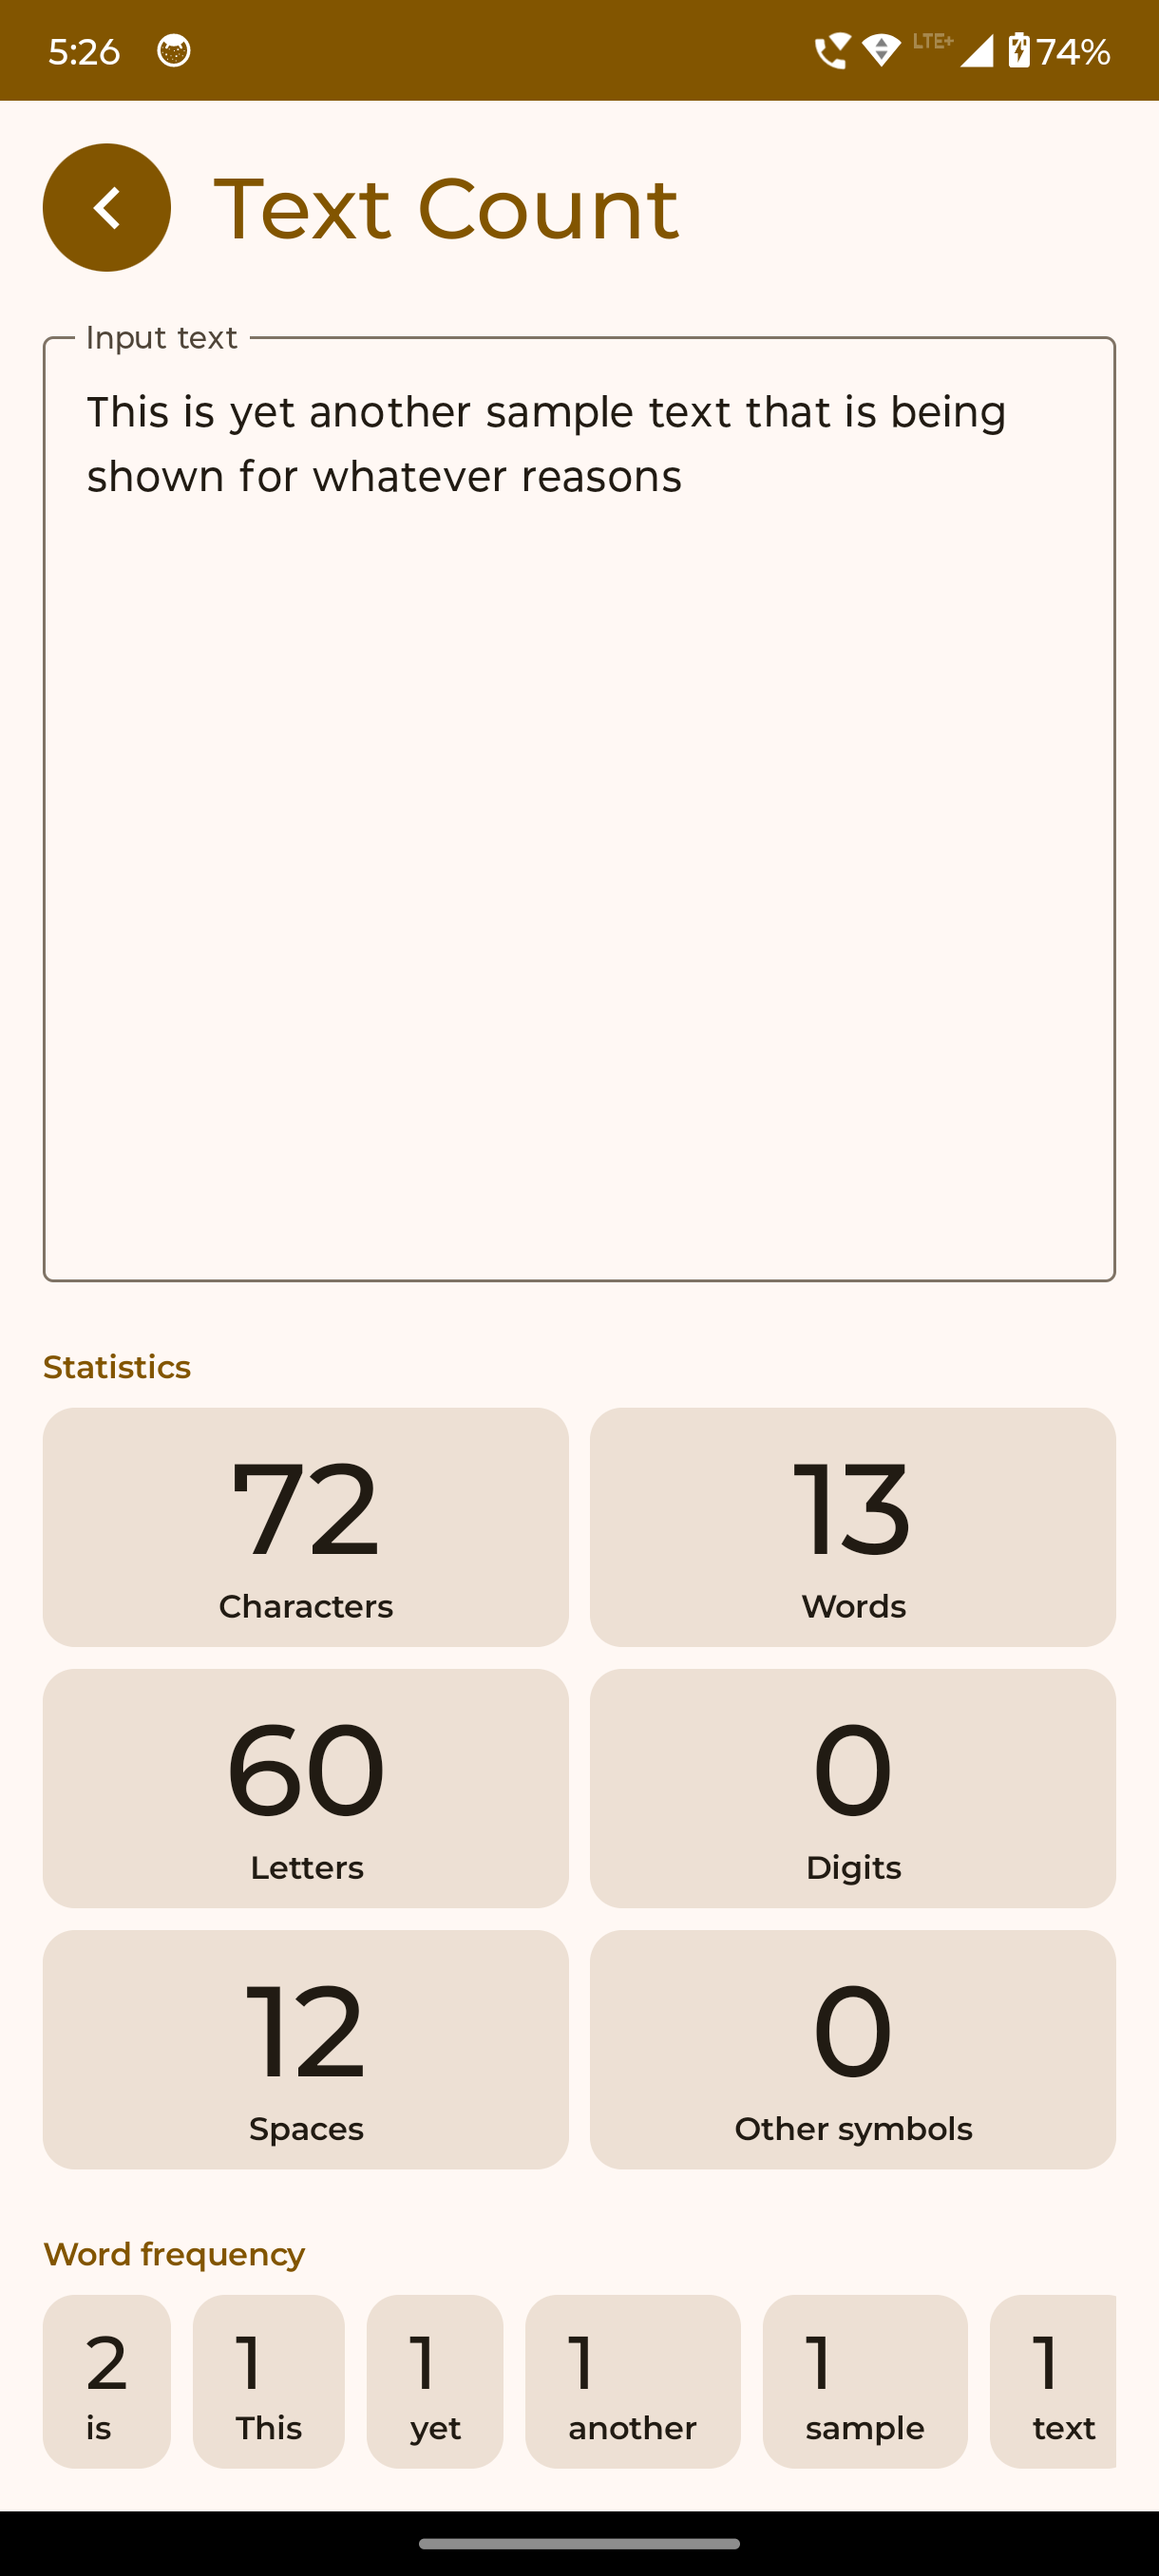 5:26 LTE+ 74%
Text Count
Input text
This is yet another sample text that is being
shown for whatever reasons
Statistics
72 13
Characters Words
60 0
Letters Digits
12 0
Spaces Other symbols
Word frequency
2 1 1 1 1 1
is This yet another sample text